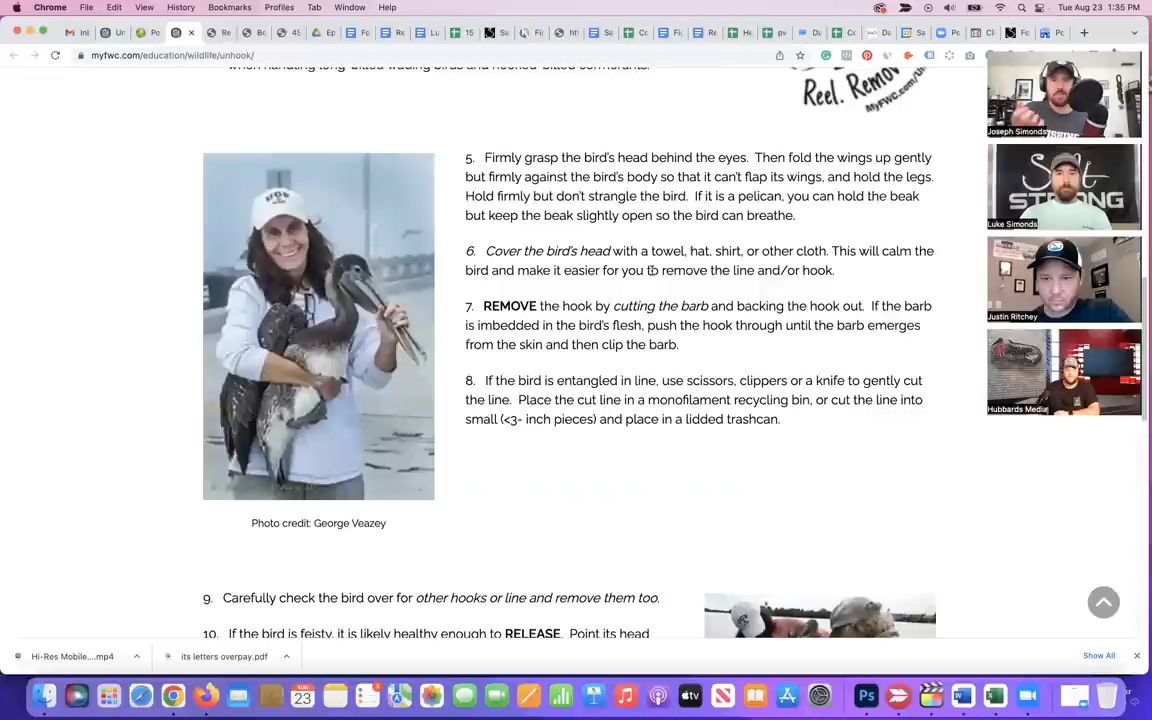 Chrome File Edit View History Bookmarks Profiles Tab Window Help
Tue Aug 23 1:35 PM
myfwc.com/education/wildlife/unhook/
when handling long-billed wading birds and hooked-billed cormorants.
Reel. Remov
MyFWC.com/Un
5. Firmly grasp the bird's head behind the eyes. Then fold the wings up gently
but firmly against the bird's body so that it can't flap its wings, and hold the legs.
Hold firmly but don't strangle the bird. If it is a pelican, you can hold the beak
but keep the beak slightly open so the bird can breathe.
6. Cover the bird's head with a towel, hat, shirt, or other cloth. This will calm the
bird and make it easier for you to remove the line and/or hook.
7. REMOVE the hook by cutting the barb and backing the hook out. If the barb
is imbedded in the bird's flesh, push the hook through until the barb emerges
from the skin and then clip the barb.
8. If the bird is entangled in line, use scissors, clippers or a knife to gently cut
the line. Place the cut line in a monofilament recycling bin, or cut the line into
small (<3- inch pieces) and place in a lidded trashcan.
Photo credit: George Veazey
9. Carefully check the bird over for other hooks or line and remove them too.
10. If the bird is feisty, it is likely healthy enough to RELEASE. Point its head
Joseph Simonds
Salt
STRONG
Luke Simonds
Justin Ritchey
Hubbards Media
Hi-Res Mobile....mp4
its letters overpay.pdf
Show All